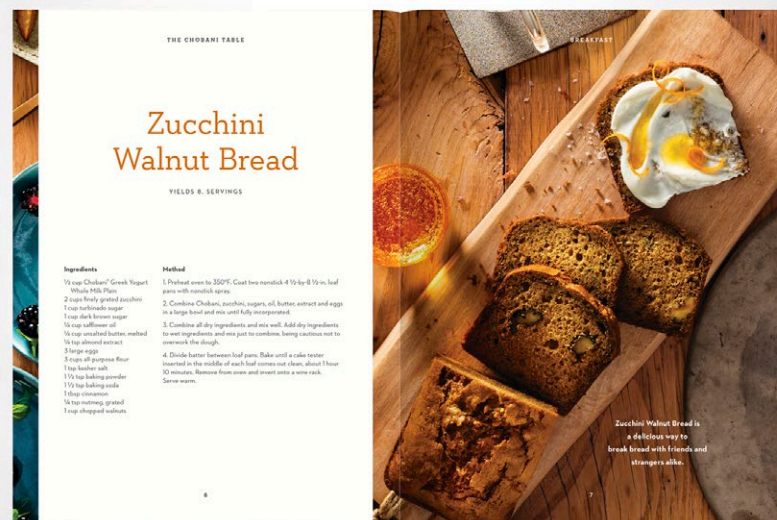 THE CHOBANI TABLE
Zucchini
Walnut Bread
YIELDS 8, SERVINGS
Ingredients
½ cup Chobani® Greek Yogurt
Whole Milk Plain
2 cups finely grated zucchini
1 cup turbinado sugar
1 cup dark brown sugar
cup safflower oil
cup unsalted butter, melted
tsp almond extract
3 large eggs
3 cups all-purpose flour
1 tsp kosher salt
1 ½ tsp baking powder
1 ½ tsp baking soda
1 tbsp cinnamon
¼ tsp nutmeg, grated
1 cup chopped walnuts
Method
1. Preheat oven to 350°F. Coat two nonstick 4 ½-by-8 ½-in. loaf
pans with nonstick spray.
2. Combine Chobani, zucchini, sugars, oil, butter, extract and eggs
in a large bowl and mix until fully incorporated.
3. Combine all dry ingredients and mix well. Add dry ingredients
to wet ingredients and mix just to combine, being cautious not to
overwork the dough.
4. Divide batter between loaf pans. Bake until a cake tester
inserted in the middle of each loaf comes out clean, about 1 hour
10 minutes. Remove from oven and invert onto a wire rack.
Serve warm.
6
BREAKFAST
Zucchini Walnut Bread is
a delicious way to
break bread with friends and
strangers alike.
7